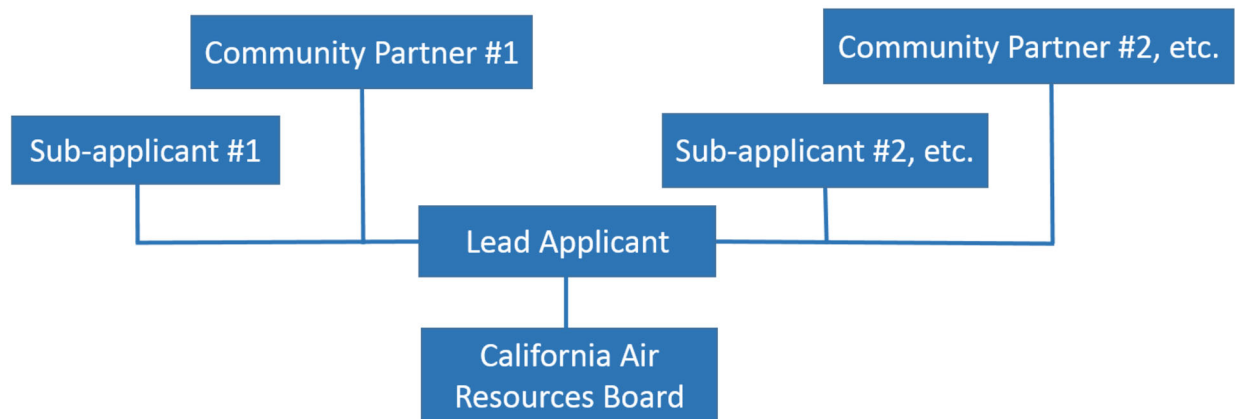 Community Partner #1
Community Partner #2, etc.
Sub-applicant #1
Sub-applicant #2, etc.
Lead Applicant
California Air
Resources Board